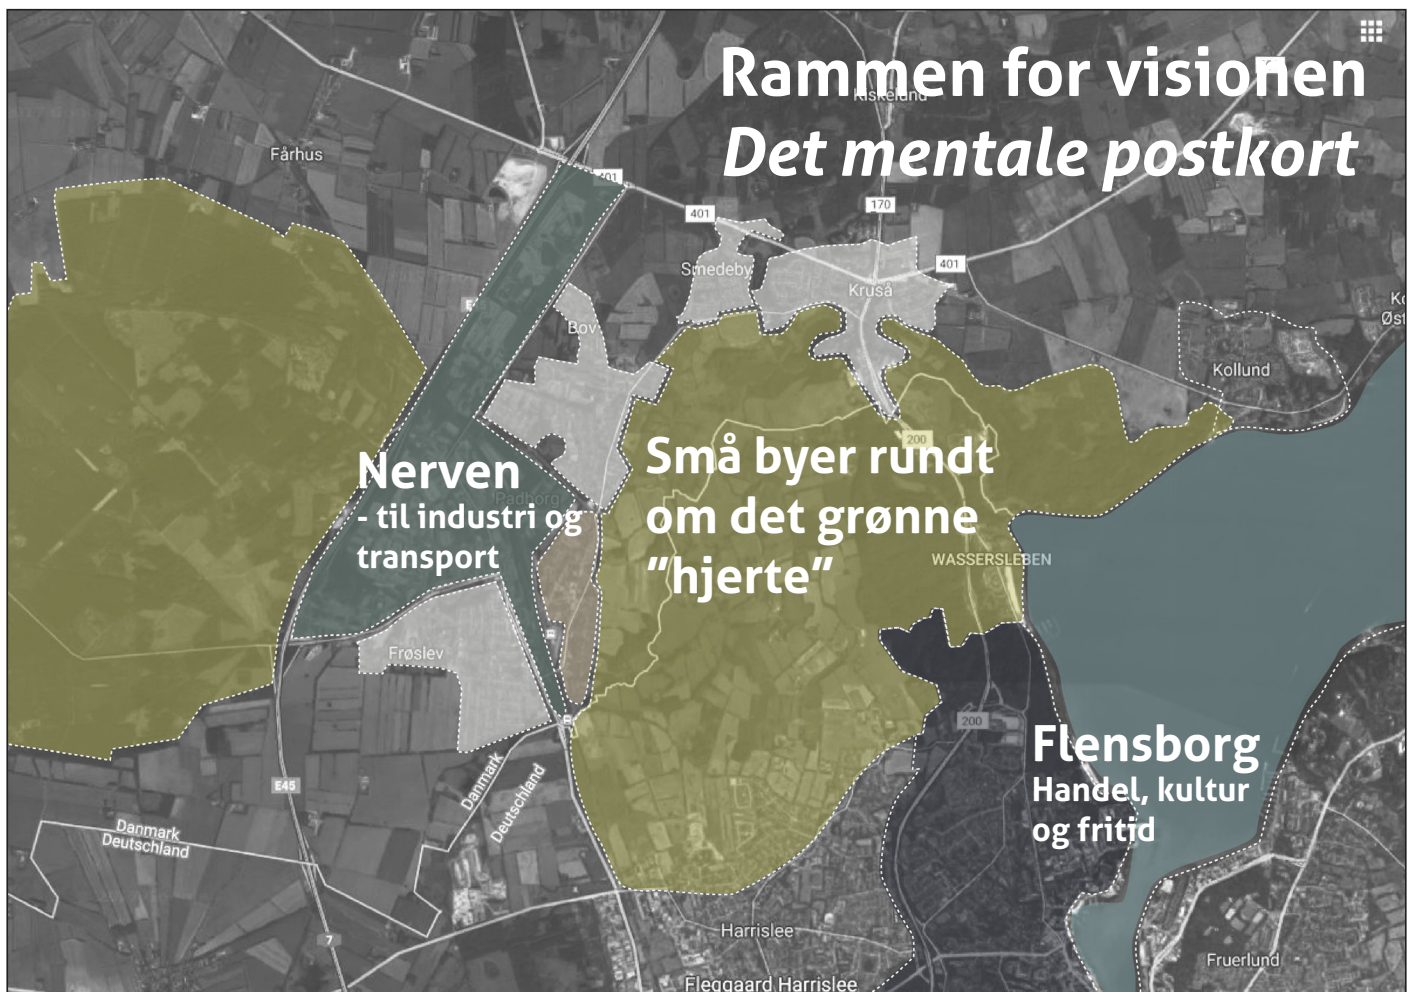 Rammen for visionen
Kiskelund
Det mentale postkort
Fårhus
401
401
170
Smedeby
401
Kruså
Bov
Kollund
200
Nerven
- til industri og
transport
Padborg
Små byer rundt
om det grønne
”hjerte”
WASSERSLEBEN
Frøslev
200
Flensborg
Handel, kultur
og fritid
E45
Danmark
Deutschland
Danmark
Deutschland
7
Harrislee
Fleggaard Harrislee
Fruerlund